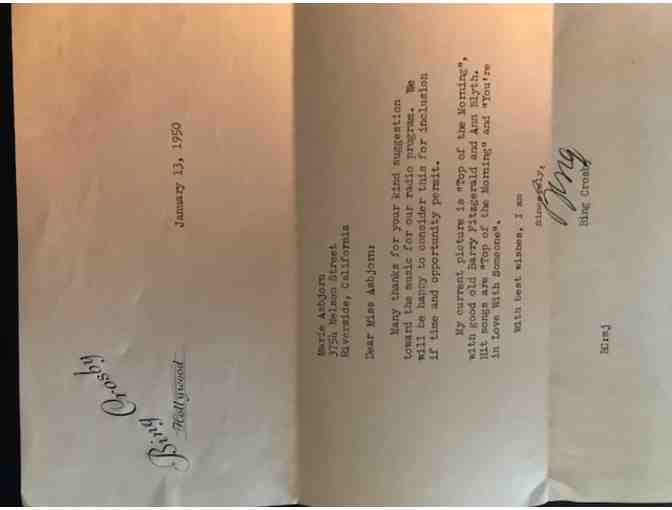 Bing Crosby
Hollywood
January 13, 1950
Marie Asbjorn
3754 Nelson Street
Riverside, California
Dear Miss Asbjorn:
Many thanks for your kind suggestion
toward the music for our radio program. We
will be happy to consider this for inclusion
if time and opportunity permit.
My current picture is "Top of the Morning",
with good old Barry Fitzgerald and Ann Blyth.
Hit songs are "Top of the Morning" and "You're
in Love With Someone".
With best wishes, I am
Sincerely,
Bing
Bing Crosby